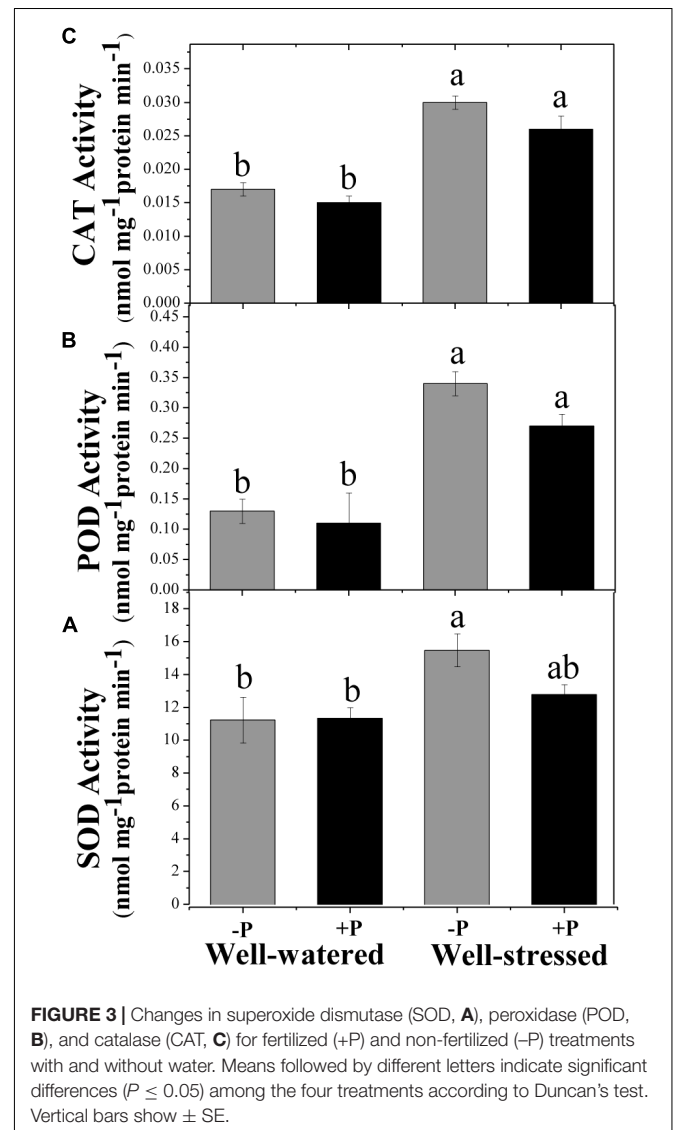 C
CAT Activity
(nmol mg-1protein min-1)
0.035
0.030
0.025
0.020
0.015
0.010
0.005
0.000
b
b
a
a
B
POD Activity
(nmol mg-1protein min-1)
0.45
0.40
0.35
0.30
0.25
0.20
0.15
0.10
0.05
0.00
b
b
a
a
A
SOD Activity
(nmol mg-1protein min-1)
18
16
14
12
10
8
6
4
2
0
b
b
a
ab
-P +P -P +P
Well-watered Well-stressed
FIGURE 3 | Changes in superoxide dismutase (SOD, A), peroxidase (POD,
B), and catalase (CAT, C) for fertilized (+P) and non-fertilized (–P) treatments
with and without water. Means followed by different letters indicate significant
differences (P ≤ 0.05) among the four treatments according to Duncan's test.
Vertical bars show ± SE.